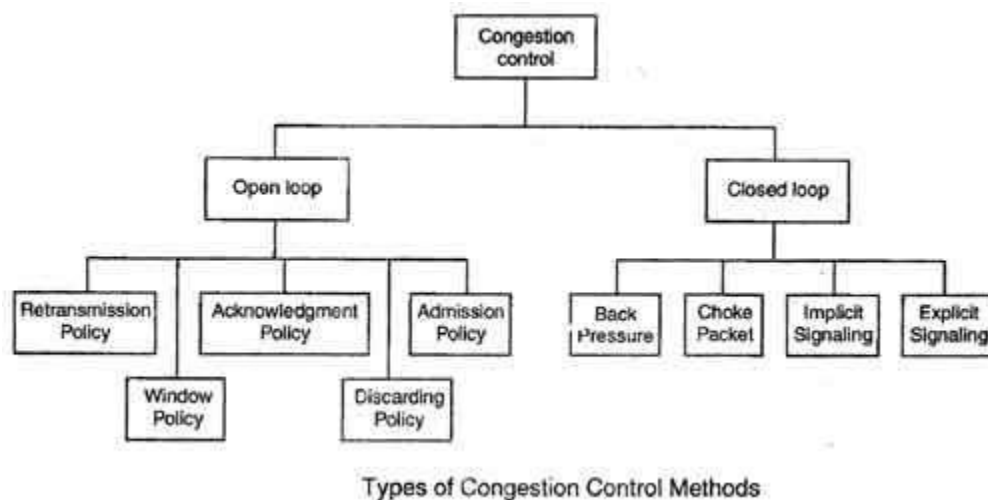 Congestion
control
Open loop
Closed loop
Retransmission
Policy
Acknowledgment
Policy
Admission
Policy
Back
Pressure
Choke
Packet
Implicit
Signaling
Explicit
Signaling
Window
Policy
Discarding
Policy
Types of Congestion Control Methods